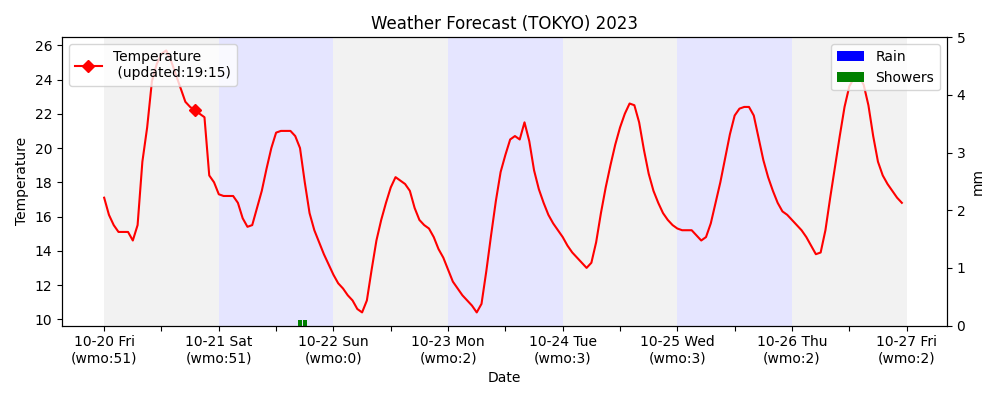 Weather Forecast (TOKYO) 2023
Temperature
(updated:19:15)
Rain
Showers
26
24
22
20
18
16
14
12
10
Temperature
5
4
3
2
1
0
mm
10-20 Fri
(wmo:51)
10-21 Sat
(wmo:51)
10-22 Sun
(wmo:0)
10-23 Mon
(wmo:2)
10-24 Tue
(wmo:3)
10-25 Wed
(wmo:3)
10-26 Thu
(wmo:2)
10-27 Fri
(wmo:2)
Date